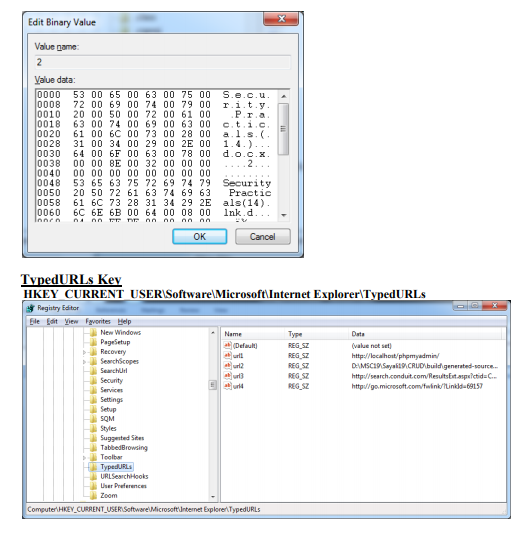 Edit Binary Value
Value name:
2
Value data:
0000 53 00 65 00 63 00 75 00 S.e.c.u.
0008 72 00 69 00 74 00 79 00 r.i.t.y.
0010 20 00 50 00 72 00 61 00 .P.r.a.
0018 63 00 74 00 69 00 63 00 c.t.i.c.
0020 61 00 6C 00 73 00 28 00 a.l.s.(.
0028 31 00 34 00 29 00 2E 00 1.4.)...
0030 64 00 6F 00 63 00 78 00 d.o.c.x.
0038 00 00 8E 00 32 00 00 00 ....2...
0040 00 00 00 00 00 00 00 00 ........
0048 53 65 63 75 72 69 74 79 Security
0050 20 50 72 61 63 74 69 63 Practic
0058 61 6C 73 28 31 34 29 2E als(14).
0060 6C 6E 6B 00 64 00 08 00 lnk.d...
OK Cancel
TypedURLs Key
HKEY_CURRENT_USER\Software\Microsoft\Internet Explorer\TypedURLs
Registry Editor
File Edit View Favorites Help
New Windows
PageSetup
Recovery
SearchScopes
SearchUrl
Security
Services
Settings
Setup
SQM
Styles
Suggested Sites
TabbedBrowsing
Toolbar
TypedURLs
URLSearchHooks
User Preferences
Zoom
Name Type Data
(Default) REG_SZ (value not set)
url1 REG_SZ http://localhost/phpmyadmin/
url2 REG_SZ D:\MSC19\Sayali19\CRUD\build\generated-source...
url3 REG_SZ http://search.conduit.com/ResultsExt.aspx?ctid=C...
url4 REG_SZ http://go.microsoft.com/fwlink/?LinkId=69157
Computer\HKEY_CURRENT_USER\Software\Microsoft\Internet Explorer\TypedURLs